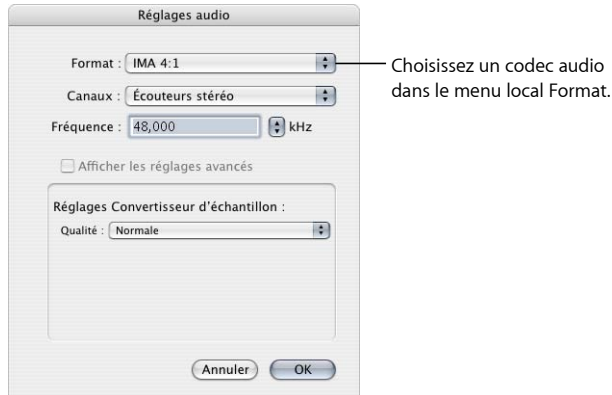 Réglages audio
Format : IMA 4:1
Choisissez un codec audio
dans le menu local Format.
Canaux : Écouteurs stéréo
Fréquence : 48,000 kHz
Afficher les réglages avancés
Réglages Convertisseur d'échantillon :
Qualité : Normale
Annuler OK